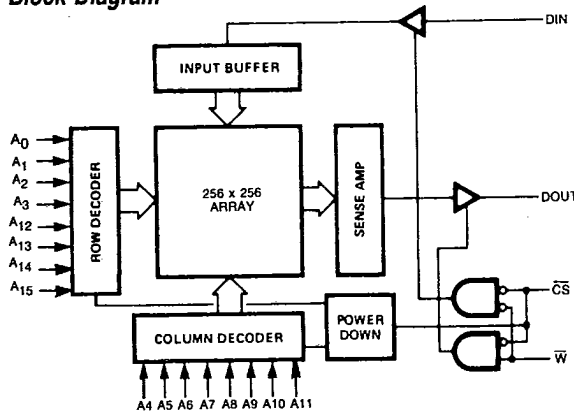 Block Diagram
DIN
INPUT BUFFER
A0
A1
A2
A3
A12
A13
A14
A15
ROW DECODER
256 x 256
ARRAY
SENSE AMP
DOUT
CS
W
POWER
DOWN
COLUMN DECODER
A4 A5 A6 A7 A8 A9 A10 A11